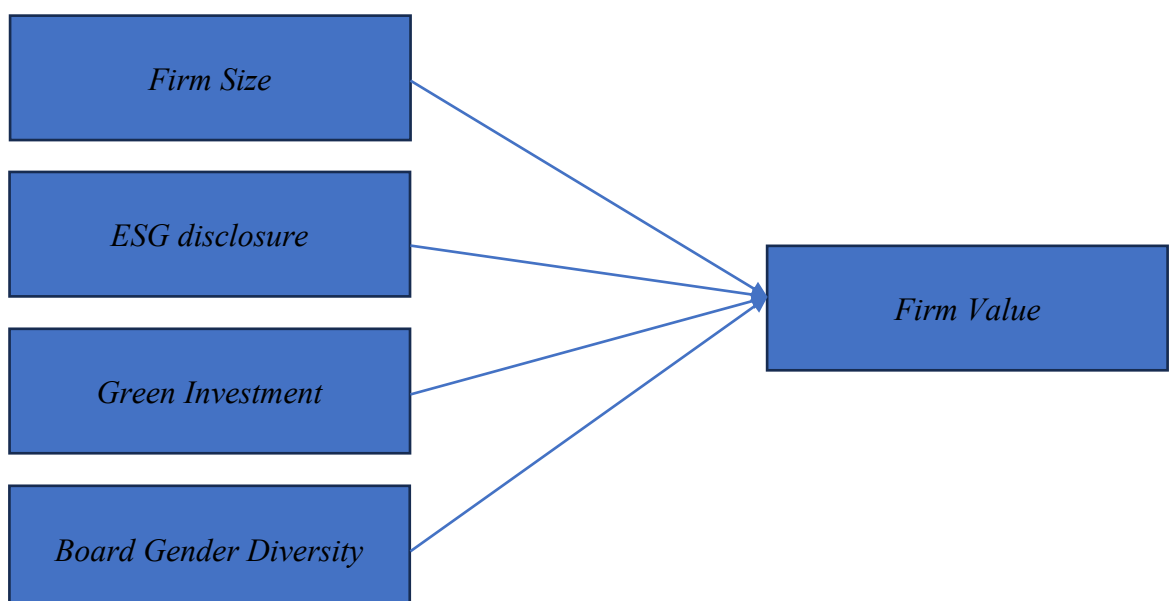 Firm Size
ESG disclosure
Firm Value
Green Investment
Board Gender Diversity